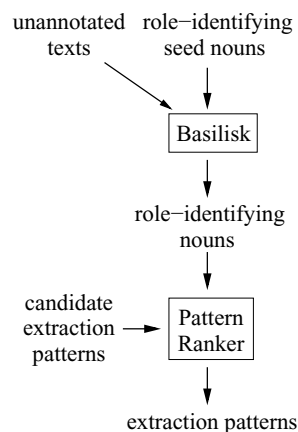 unannotated
texts
role−identifying
seed nouns
Basilisk
role−identifying
nouns
candidate
extraction
patterns
Pattern
Ranker
extraction patterns